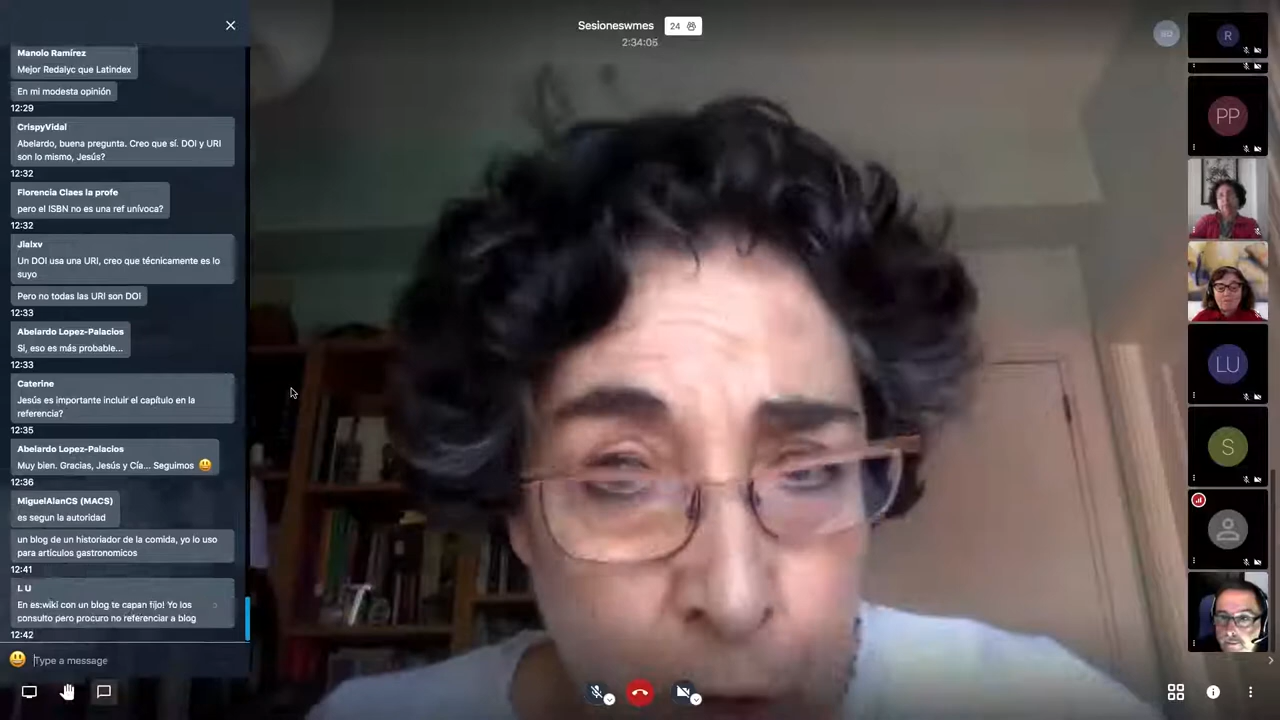 Manolo Ramírez
Mejor Redalyc que Latindex
En mi modesta opinión
12:29
CrispyVidal
Abelardo, buena pregunta. Creo que sí. DOI y URI
son lo mismo, Jesús?
12:32
Florencia Claes la profe
pero el ISBN no es una ref unívoca?
12:32
Jialxv
Un DOI usa una URI, creo que técnicamente es lo
suyo
Pero no todas las URI son DOI
12:33
Abelardo Lopez-Palacios
Si, eso es más probable...
12:33
Caterine
Jesús es importante incluir el capítulo en la
referencia?
12:35
Abelardo Lopez-Palacios
Muy bien. Gracias, Jesús y Cía... Seguimos 😃
12:36
MiguelAlanCS (MACS)
es segun la autoridad
un blog de un historiador de la comida, yo lo uso
para artículos gastronomicos
12:41
L U
En es:wiki con un blog te capan fijo! Yo los
consulto pero procuro no referenciar a blog
12:42
Type a message
Sesioneswmes
24
2:34:05
R
PP
LU
S